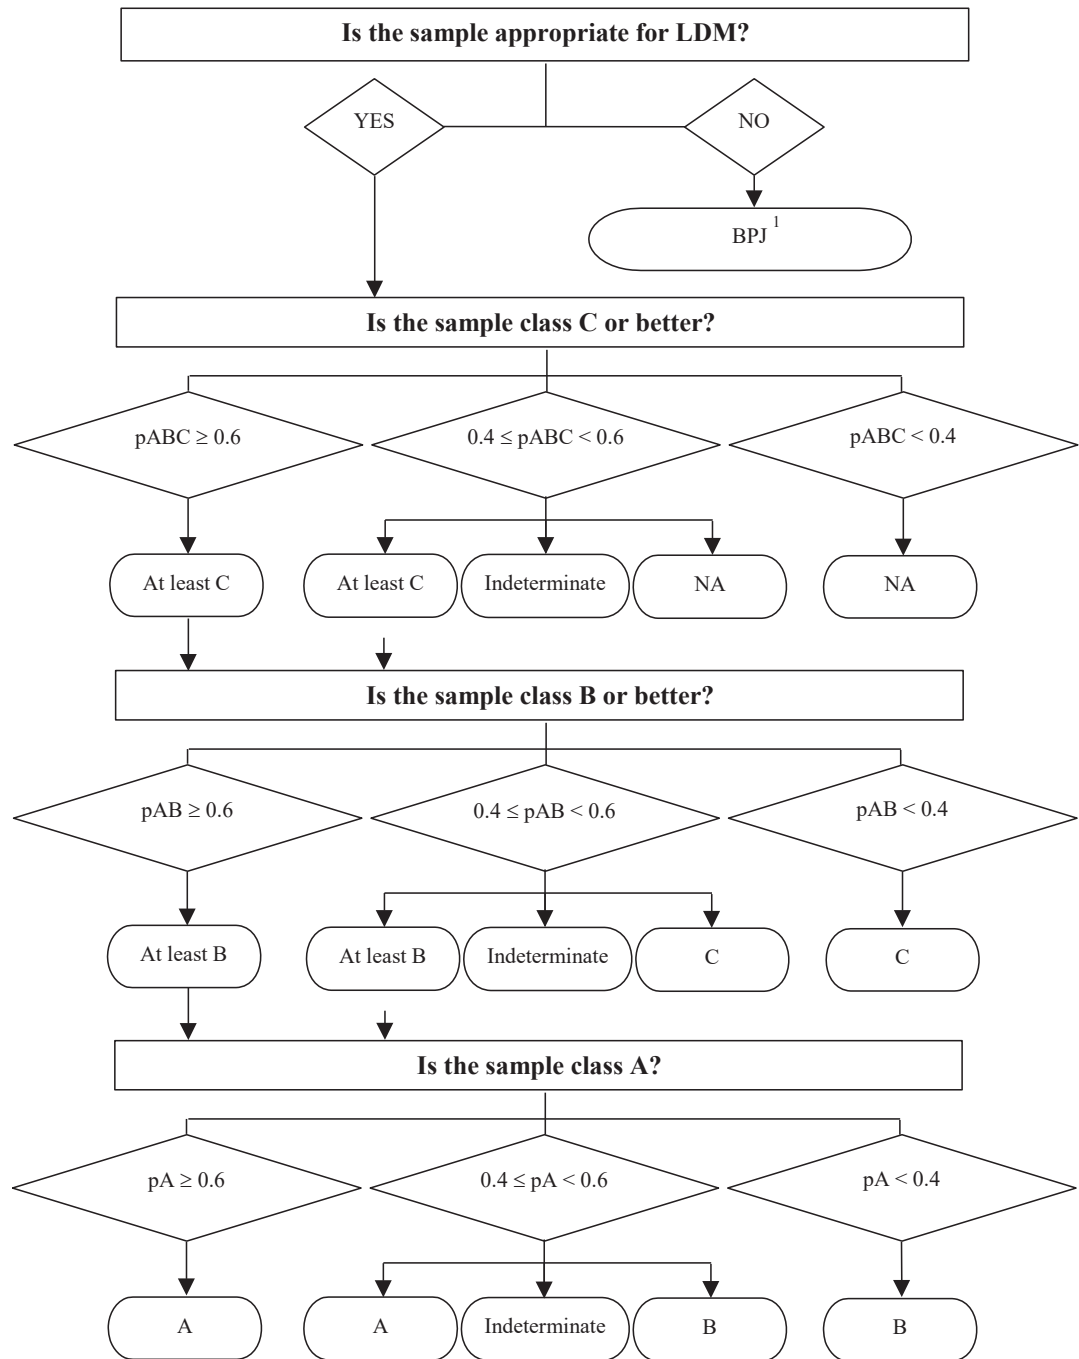 Is the sample appropriate for LDM?
YES
NO
BPJ 1
Is the sample class C or better?
pABC ≥ 0.6
0.4 ≤ pABC < 0.6
pABC < 0.4
At least C
At least C
Indeterminate
NA
NA
Is the sample class B or better?
pAB ≥ 0.6
0.4 ≤ pAB < 0.6
pAB < 0.4
At least B
At least B
Indeterminate
C
C
Is the sample class A?
pA ≥ 0.6
0.4 ≤ pA < 0.6
pA < 0.4
A
A
Indeterminate
B
B